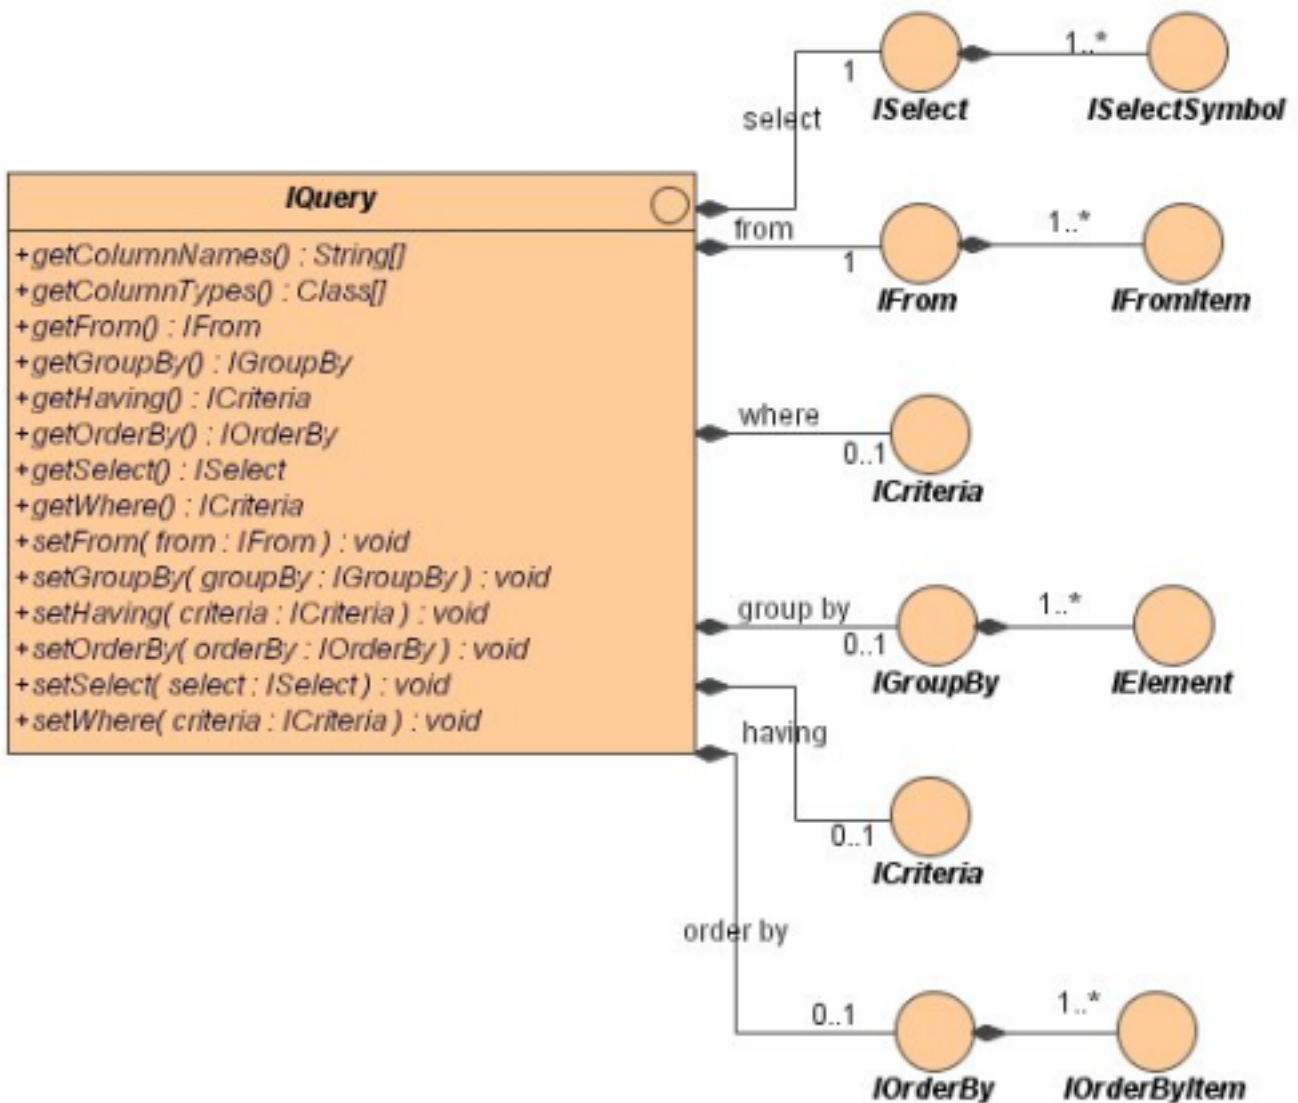 1
1..*
ISelect
ISelectSymbol
select
IQuery
from
1
1..*
IFrom
IFromItem
+getColumnNames() : String[]
+getColumnTypes() : Class[]
+getFrom() : IFrom
+getGroupBy() : IGroupBy
+getHaving() : ICriteria
+getOrderBy() : IOrderBy
+getSelect() : ISelect
+getWhere() : ICriteria
+setFrom( from : IFrom ) : void
+setGroupBy( groupBy : IGroupBy ) : void
+setHaving( criteria : ICriteria ) : void
+setOrderBy( orderBy : IOrderBy ) : void
+setSelect( select : ISelect ) : void
+setWhere( criteria : ICriteria ) : void
where
0..1
ICriteria
group by
0..1
1..*
IGroupBy
IElement
having
0..1
ICriteria
order by
0..1
1..*
IOrderBy
IOrderByItem